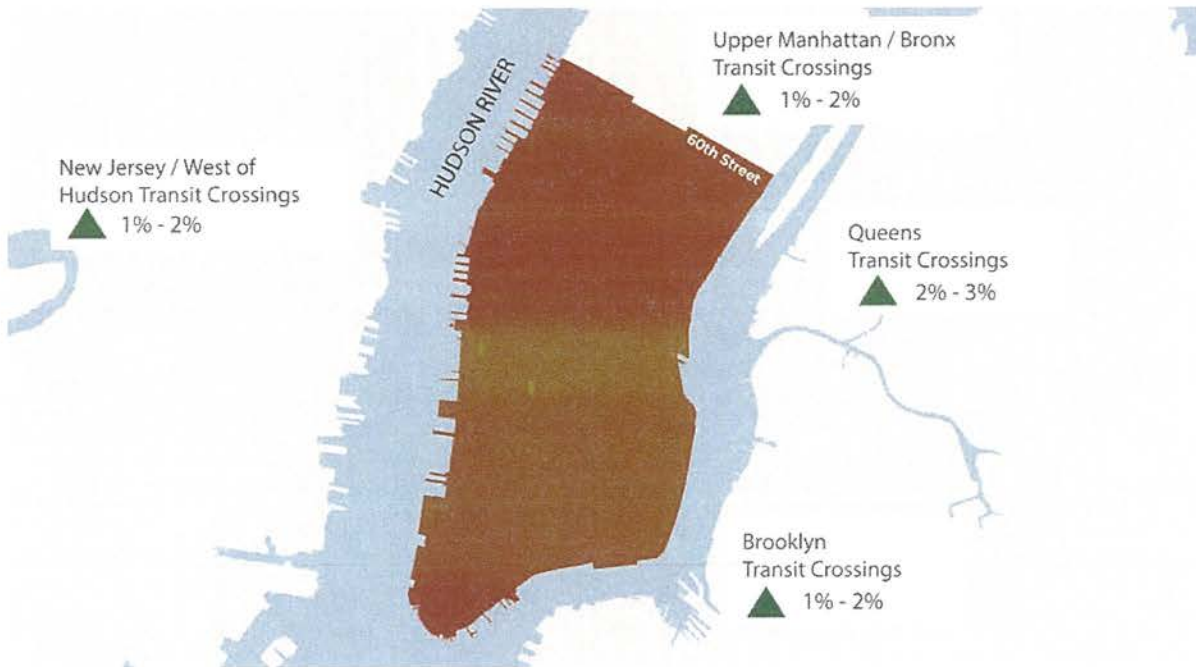 Upper Manhattan / Bronx
Transit Crossings
1% - 2%
HUDSON RIVER
60th Street
New Jersey / West of
Hudson Transit Crossings
1% - 2%
Queens
Transit Crossings
2% - 3%
Brooklyn
Transit Crossings
1% - 2%